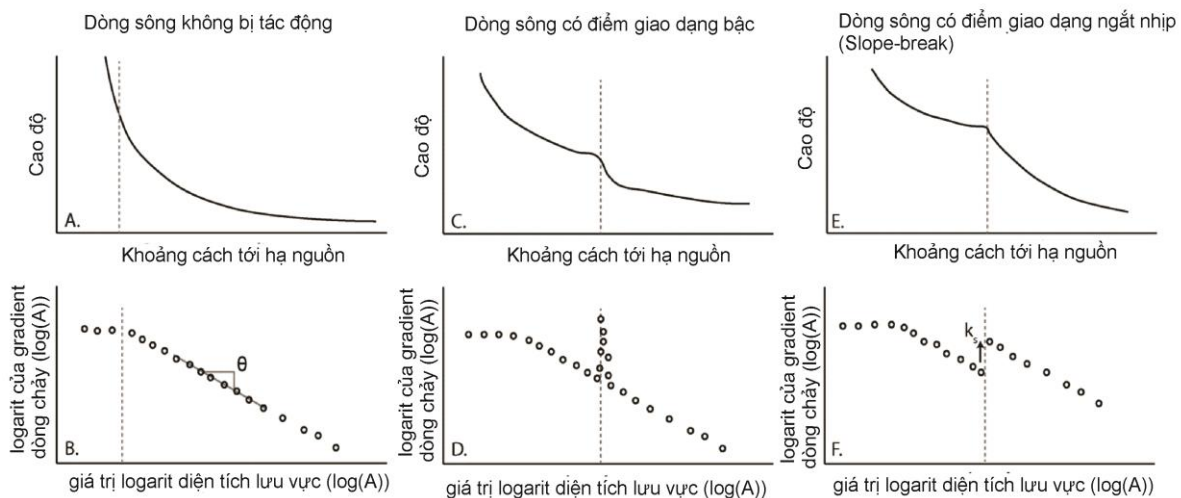 Dòng sông không bị tác động
Dòng sông có điểm giao dạng bậc
Dòng sông có điểm giao dạng ngắt nhịp
(Slope-break)
Cao độ
A.
Khoảng cách tới hạ nguồn
Cao độ
C.
Khoảng cách tới hạ nguồn
Cao độ
E.
Khoảng cách tới hạ nguồn
logarit của gradient
dòng chảy (log(A))
θ
B.
giá trị logarit diện tích lưu vực (log(A))
logarit của gradient
dòng chảy (log(A))
D.
giá trị logarit diện tích lưu vực (log(A))
logarit của gradient
dòng chảy (log(A))
ks
F.
giá trị logarit diện tích lưu vực (log(A))